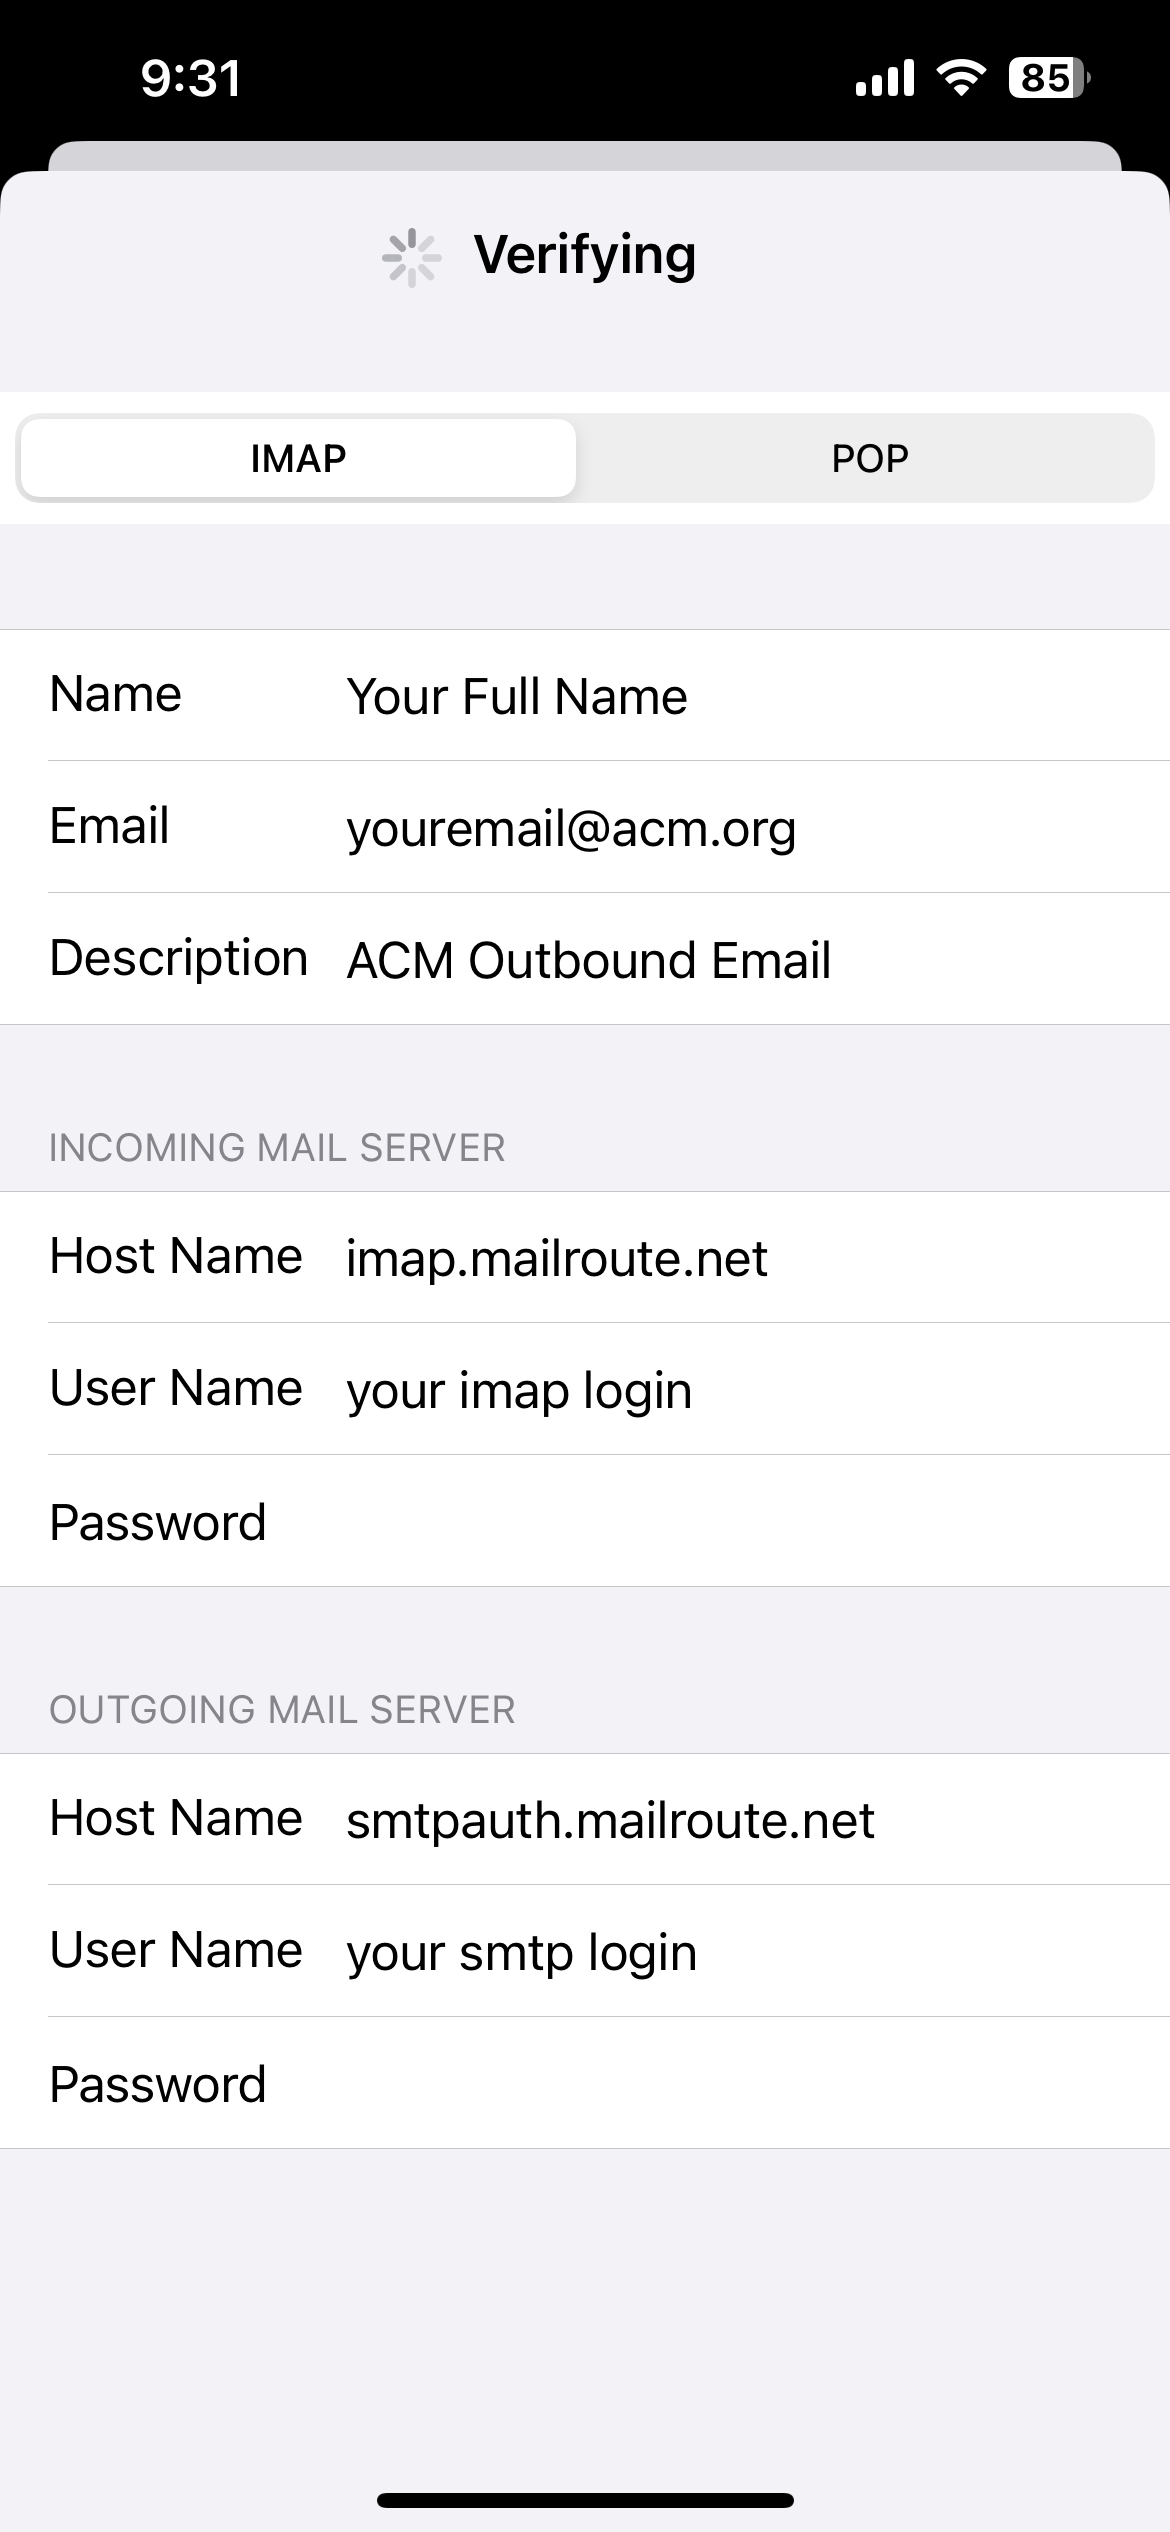 9:31 85
Verifying
IMAP POP
Name Your Full Name
Email youremail@acm.org
Description ACM Outbound Email
INCOMING MAIL SERVER
Host Name imap.mailroute.net
User Name your imap login
Password
OUTGOING MAIL SERVER
Host Name smtpauth.mailroute.net
User Name your smtp login
Password